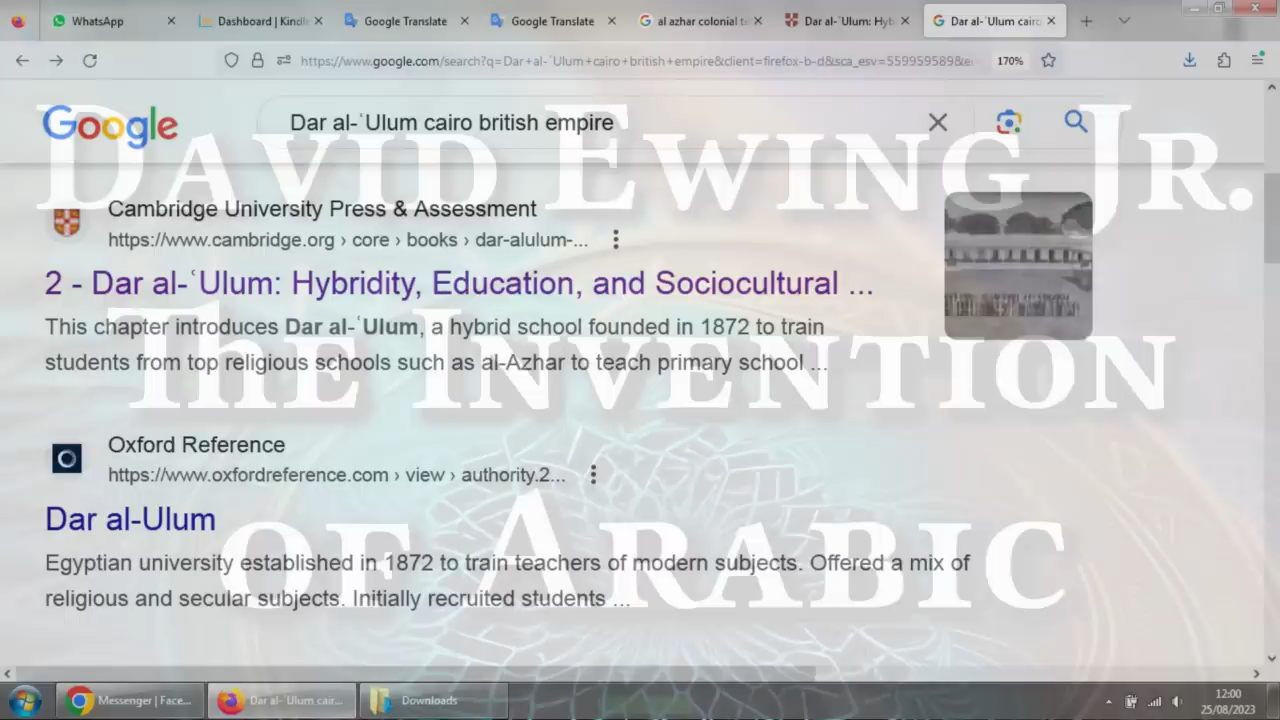 WhatsApp
Dashboard | Kindl
Google Translate
Google Translate
al azhar colonial t
Dar al-ʿUlum: Hyb
Dar al-ʿUlum cairo
https://www.google.com/search?q=Dar+al-ʿUlum+cairo+british+empire&client=firefox-b-d&sca_esv=559959589&e
170%
Google
Dar al-ʿUlum cairo british empire
David Ewing Jr.
Cambridge University Press & Assessment
https://www.cambridge.org › core › books › dar-alulum-...
2 - Dar al-ʿUlum: Hybridity, Education, and Sociocultural ...
This chapter introduces Dar al-ʿUlum, a hybrid school founded in 1872 to train
students from top religious schools such as al-Azhar to teach primary school ...
The Invention
Oxford Reference
https://www.oxfordreference.com › view › authority.2...
Dar al-Ulum
of Arabic
Egyptian university established in 1872 to train teachers of modern subjects. Offered a mix of
religious and secular subjects. Initially recruited students ...
Messenger | Face...
Dar al-ʿUlum cair...
Downloads
12:00
25/08/2023